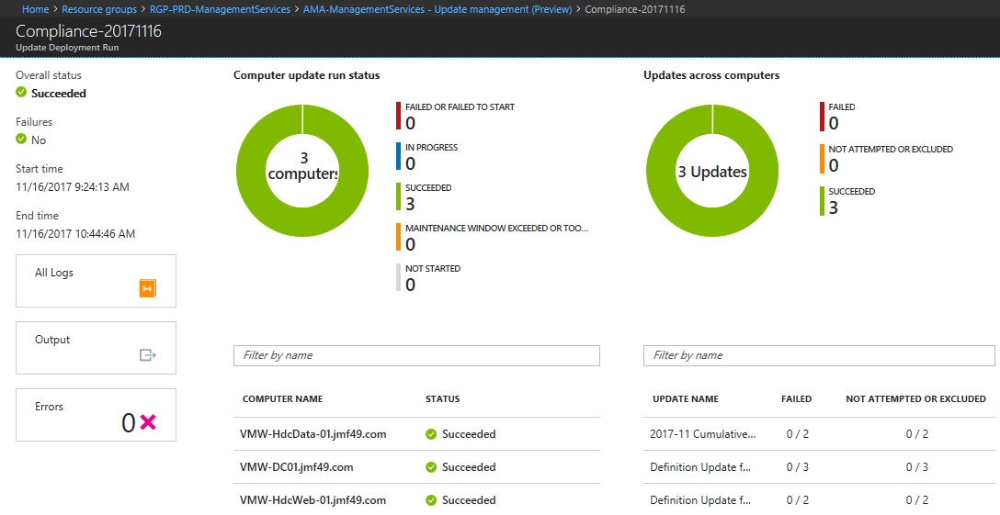 Home > Resource groups > RGP-PRD-ManagementServices > AMA-ManagementServices - Update management (Preview) > Compliance-20171116
Compliance-20171116
Update Deployment Run
Overall status
Succeeded
Failures
No
Start time
11/16/2017 9:24:13 AM
End time
11/16/2017 10:44:46 AM
All Logs
Output
Errors
0
Computer update run status
3
computers
FAILED OR FAILED TO START
0
IN PROGRESS
0
SUCCEEDED
3
MAINTENANCE WINDOW EXCEEDED OR TOO...
0
NOT STARTED
0
Filter by name
COMPUTER NAME STATUS
VMW-HdcData-01.jmf49.com Succeeded
VMW-DC01.jmf49.com Succeeded
VMW-HdcWeb-01.jmf49.com Succeeded
Updates across computers
3 Updates
FAILED
0
NOT ATTEMPTED OR EXCLUDED
0
SUCCEEDED
3
Filter by name
UPDATE NAME FAILED NOT ATTEMPTED OR EXCLUDED
2017-11 Cumulative... 0 / 2 0 / 2
Definition Update f... 0 / 3 0 / 3
Definition Update f... 0 / 2 0 / 2